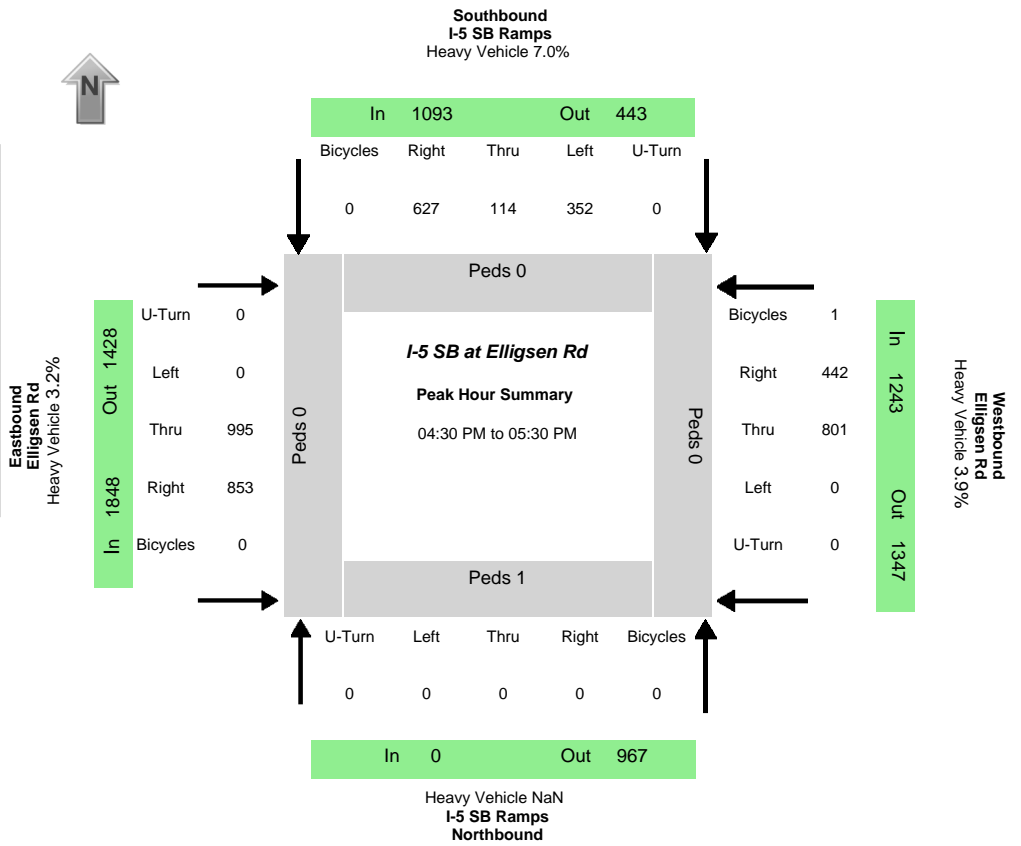 Southbound
I-5 SB Ramps
Heavy Vehicle 7.0%
N
In 1093 Out 443
Bicycles Right Thru Left U-Turn
0 627 114 352 0
Peds 0
Eastbound
Elligsen Rd
Heavy Vehicle 3.2%
In 1848 Out 1428
U-Turn 0
Left 0
Thru 995
Right 853
Bicycles 0
Peds 0
I-5 SB at Elligsen Rd
Peak Hour Summary
04:30 PM to 05:30 PM
Peds 0
Bicycles 1
Right 442
Thru 801
Left 0
U-Turn 0
In 1243 Out 1347
Westbound
Elligsen Rd
Heavy Vehicle 3.9%
Peds 1
U-Turn Left Thru Right Bicycles
0 0 0 0 0
In 0 Out 967
Heavy Vehicle NaN
I-5 SB Ramps
Northbound